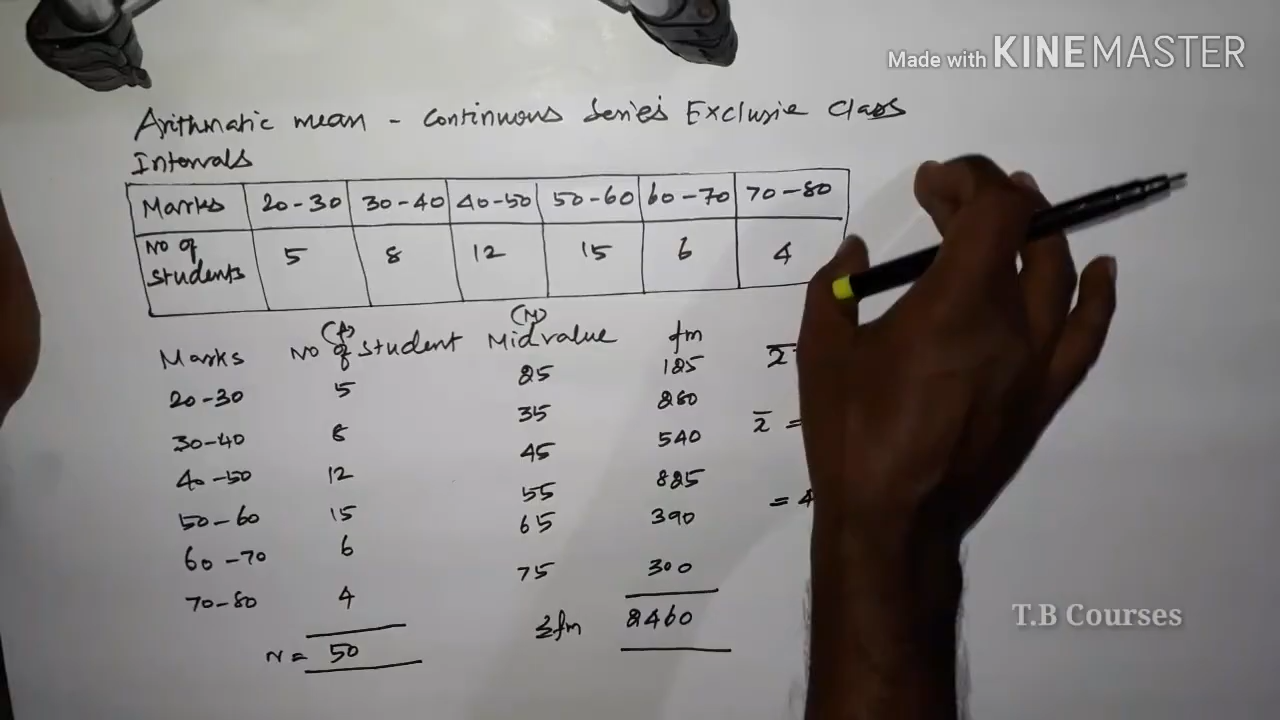 Made with KINEMASTER
Arithmatic mean - Continuous Series Exclusie Class
Intervals
Marks 20-30 30-40 40-50 50-60 60-70 70-80
No of students 5 8 12 15 6 4
(f) (M)
Marks No of Student Midvalue fm
20-30 5 25 125
30-40 8 35 280
40-50 12 45 540
50-60 15 55 825
60-70 6 65 390
70-80 4 75 300
N = 50 Σfm 2460
x̄
x̄ =
= 4
T.B Courses